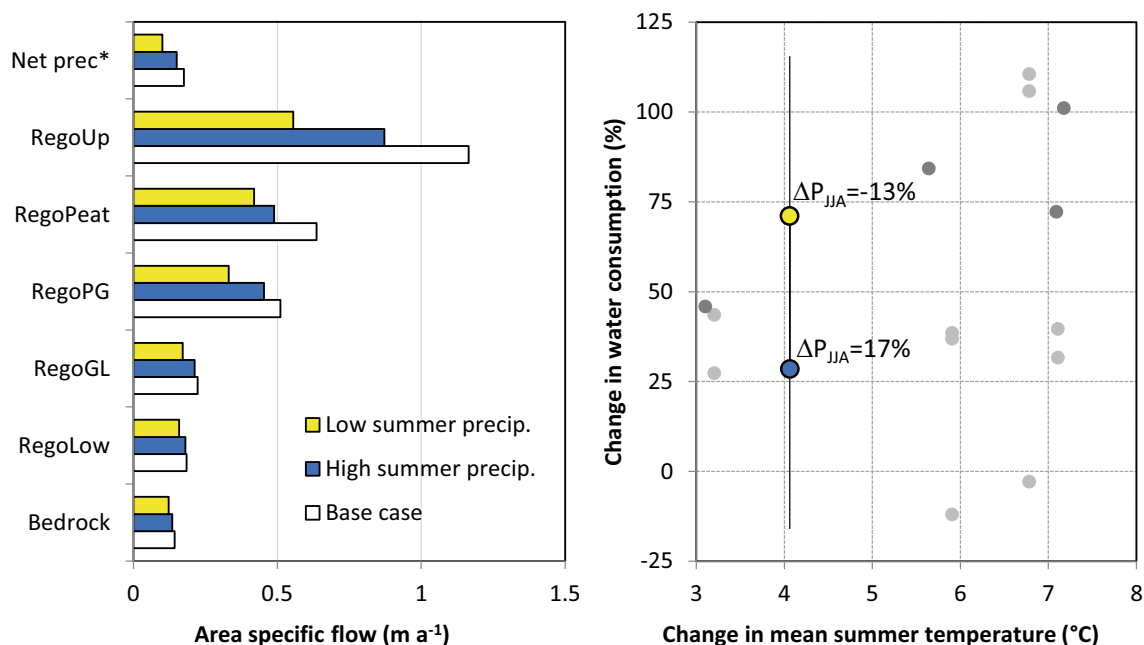 Net prec*
RegoUp
RegoPeat
RegoPG
RegoGL
RegoLow
Bedrock
Low summer precip.
High summer precip.
Base case
0 0.5 1 1.5
Area specific flow (m a⁻¹)
125
100
75
50
25
0
-25
Change in water consumption (%)
ΔP_JJA=-13%
ΔP_JJA=17%
3 4 5 6 7 8
Change in mean summer temperature (°C)